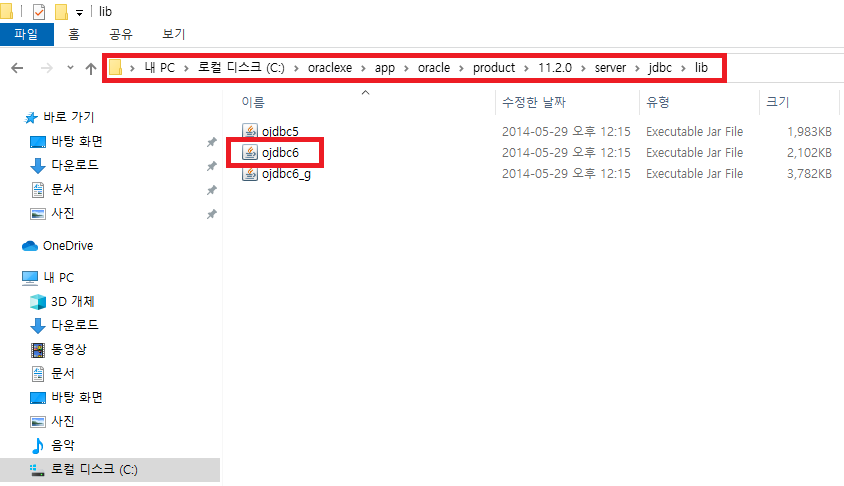 lib
파일 홈 공유 보기
내 PC 로컬 디스크 (C:) oraclexe app oracle product 11.2.0 server jdbc lib
이름 수정한 날짜 유형 크기
바로 가기
바탕 화면
다운로드
문서
사진
OneDrive
내 PC
3D 개체
다운로드
동영상
문서
바탕 화면
사진
음악
로컬 디스크 (C:)
ojdbc5 2014-05-29 오후 12:15 Executable Jar File 1,983KB
ojdbc6 2014-05-29 오후 12:15 Executable Jar File 2,102KB
ojdbc6_g 2014-05-29 오후 12:15 Executable Jar File 3,782KB